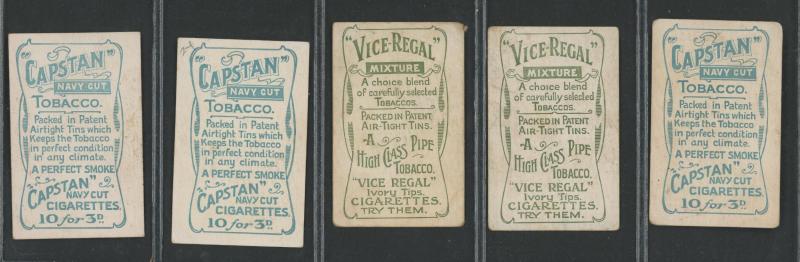 "CAPSTAN"
NAVY CUT
TOBACCO.
Packed in Patent
Airtight Tins which
Keeps the Tobacco
in perfect condition
in any climate.
A PERFECT SMOKE
"CAPSTAN"
NAVY CUT
CIGARETTES.
10 for 3D.
24
"CAPSTAN"
NAVY CUT
TOBACCO.
Packed in Patent
Airtight Tins which
Keeps the Tobacco
in perfect condition
in any climate.
A PERFECT SMOKE
"CAPSTAN"
NAVY CUT
CIGARETTES.
10 for 3D.
"VICE-REGAL"
MIXTURE
A choice blend
of carefully selected
TOBACCOS.
PACKED IN PATENT
AIR-TIGHT TINS.
-A
HIGH CLASS PIPE
TOBACCO.
"VICE REGAL"
Ivory Tips.
CIGARETTES.
TRY THEM.
"VICE-REGAL"
MIXTURE
A choice blend
of carefully selected
TOBACCOS.
PACKED IN PATENT
AIR-TIGHT TINS.
-A
HIGH CLASS PIPE
TOBACCO.
"VICE REGAL"
Ivory Tips.
CIGARETTES.
TRY THEM.
"CAPSTAN"
NAVY CUT
TOBACCO.
Packed in Patent
Airtight Tins which
Keeps the Tobacco
in perfect condition
in any climate.
A PERFECT SMOKE
"CAPSTAN"
NAVY CUT
CIGARETTES.
10 for 3D.